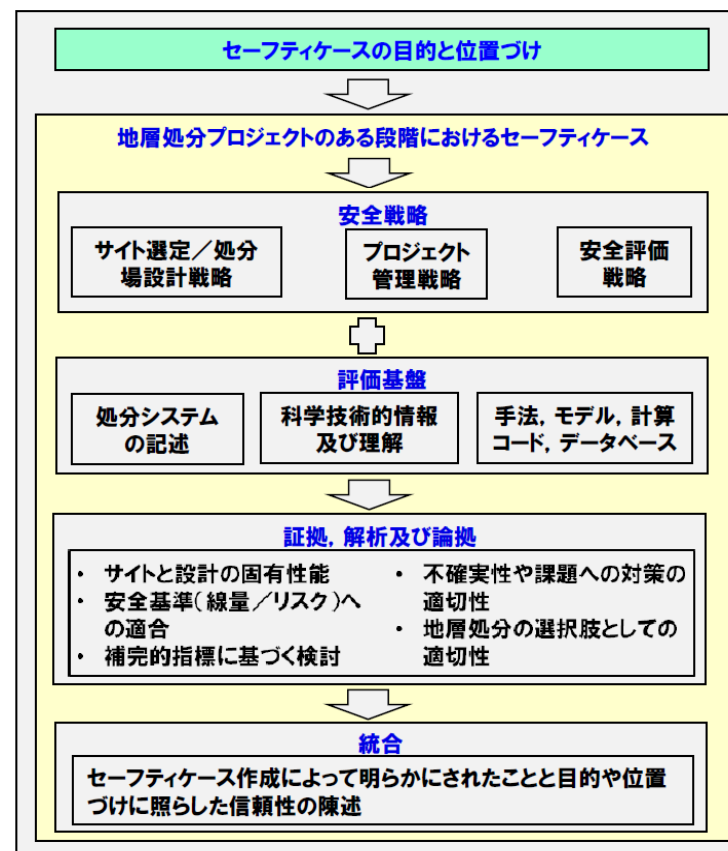 セーフティケースの目的と位置づけ
地層処分プロジェクトのある段階におけるセーフティケース
安全戦略
サイト選定／処分
場設計戦略
プロジェクト
管理戦略
安全評価
戦略
評価基盤
処分システム
の記述
科学技術的情報
及び理解
手法，モデル，計算
コード，データベース
証拠，解析及び論拠
・ サイトと設計の固有性能
・ 安全基準（線量／リスク）へ
の適合
・ 補完的指標に基づく検討
・ 不確実性や課題への対策の
適切性
・ 地層処分の選択肢としての
適切性
統合
セーフティケース作成によって明らかにされたことと目的や位置
づけに照らした信頼性の陳述